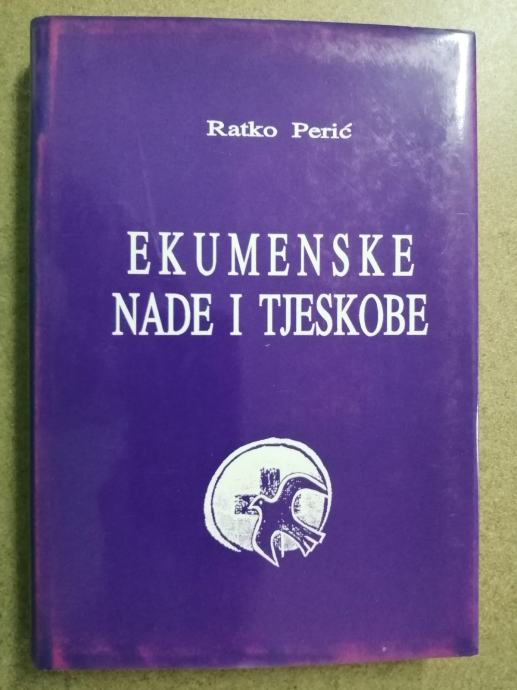 Ratko Perić
EKUMENSKE
NADE I TJESKOBE